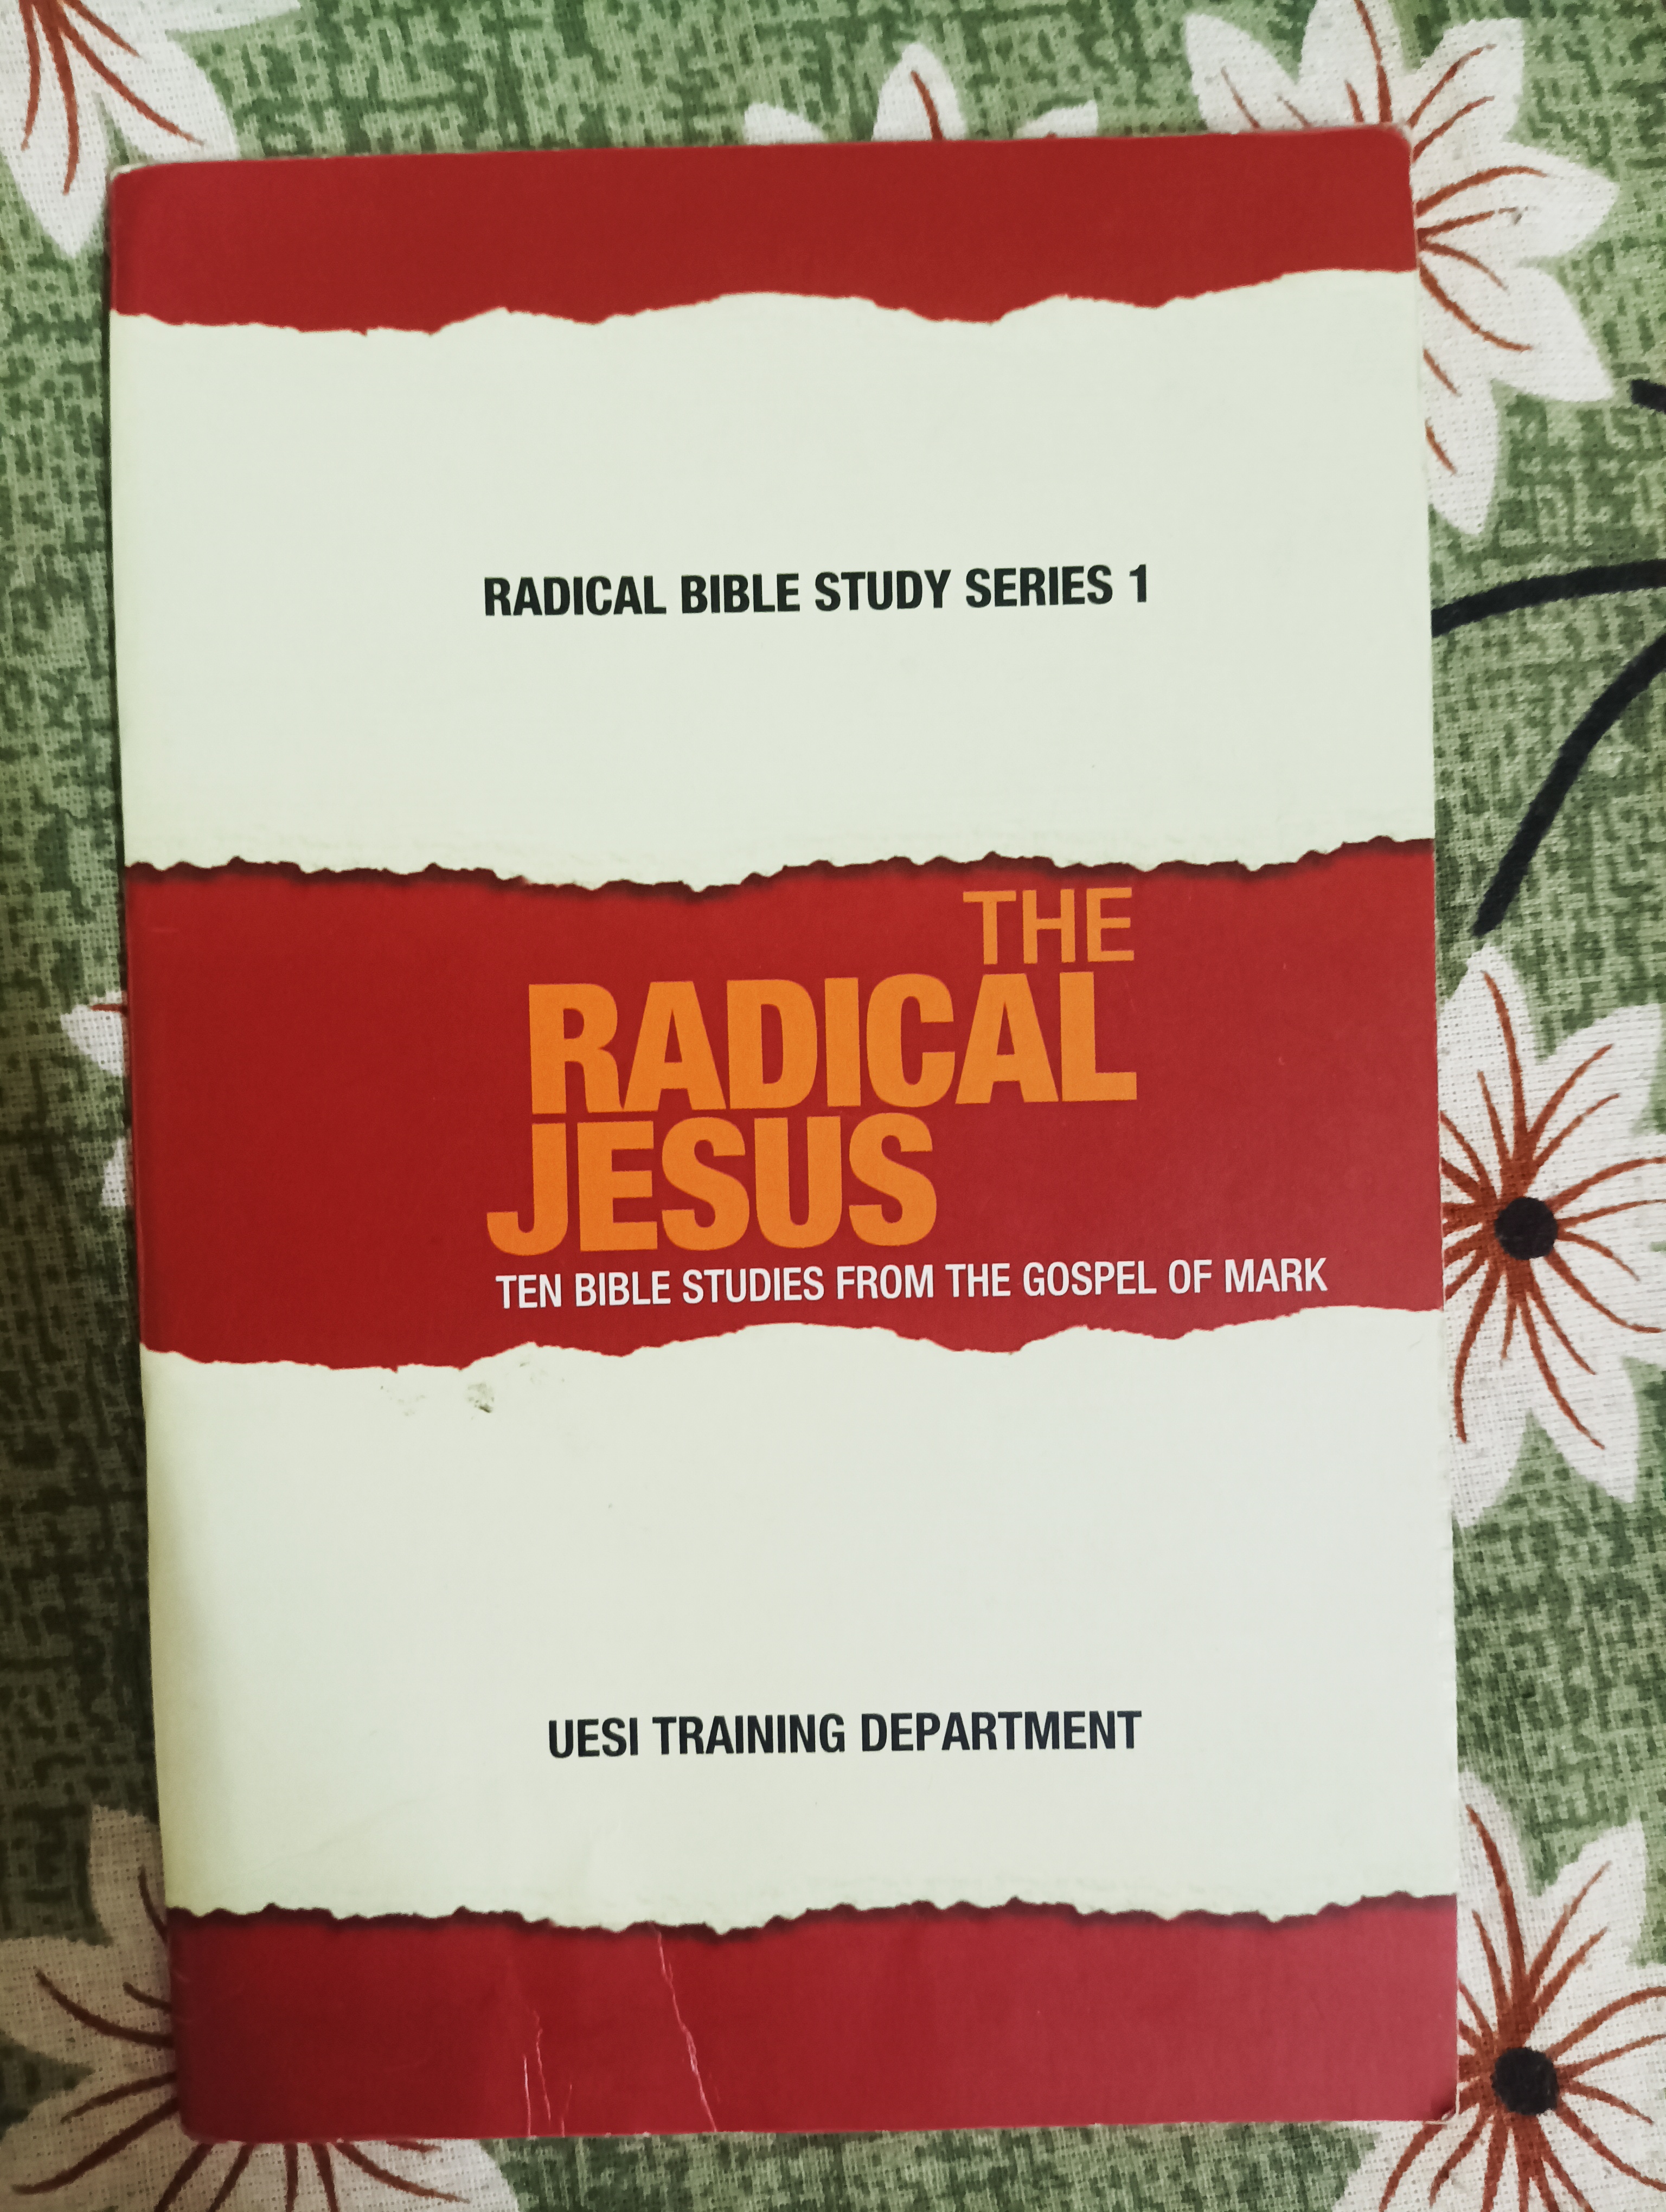 RADICAL BIBLE STUDY SERIES 1
THE
RADICAL
JESUS
TEN BIBLE STUDIES FROM THE GOSPEL OF MARK
UESI TRAINING DEPARTMENT